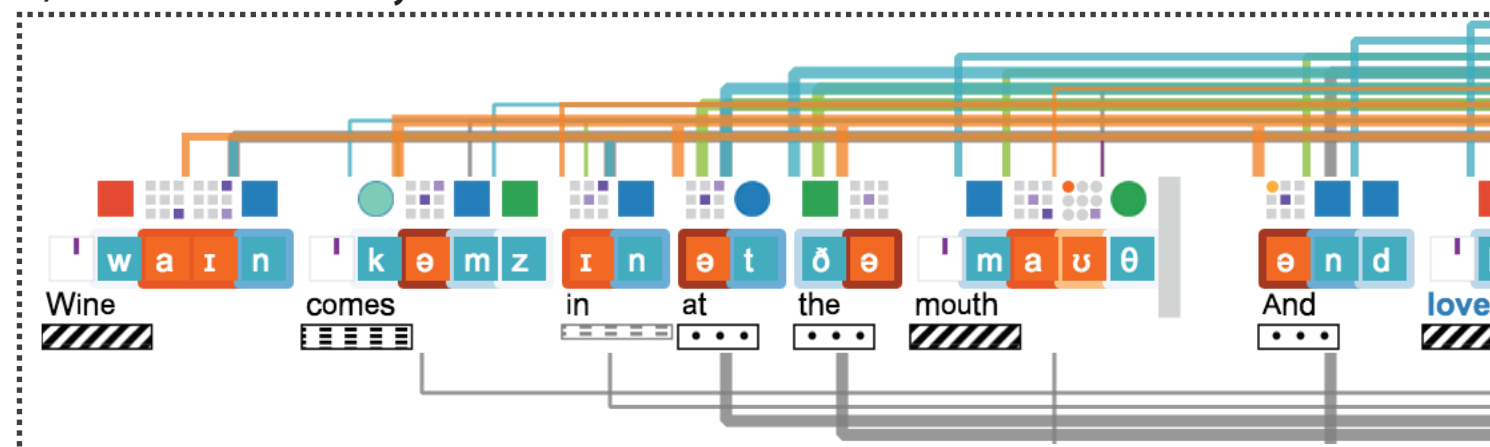 ˈ w a ɪ n ˈ k ə m z ɪ n ə t ð ə ˈ m a ʊ θ ə n d ˈ
Wine comes in at the mouth And love